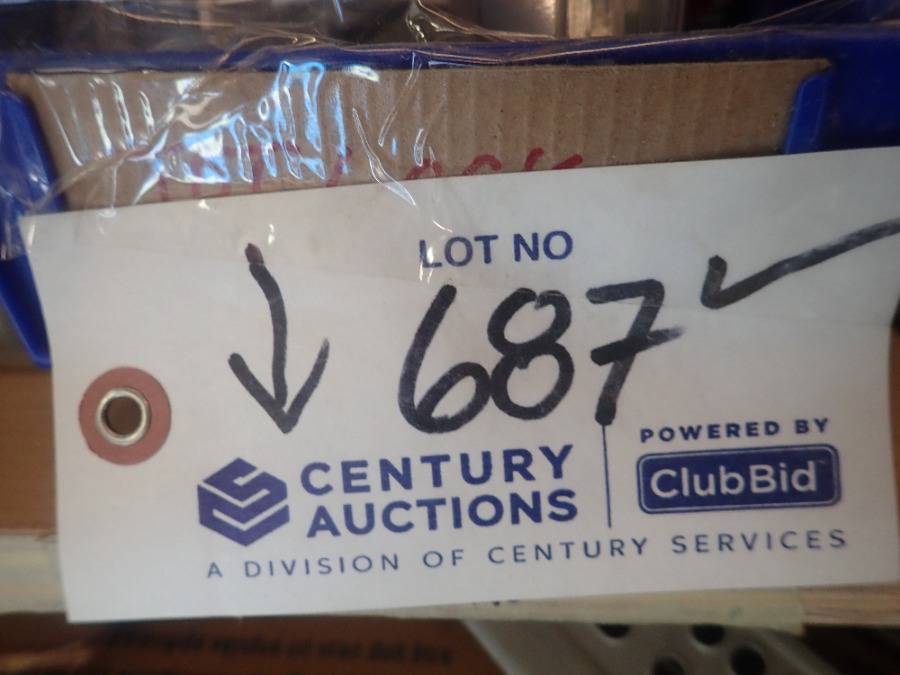 LOT NO
687
CENTURY
AUCTIONS
A DIVISION OF CENTURY SERVICES
POWERED BY
ClubBid